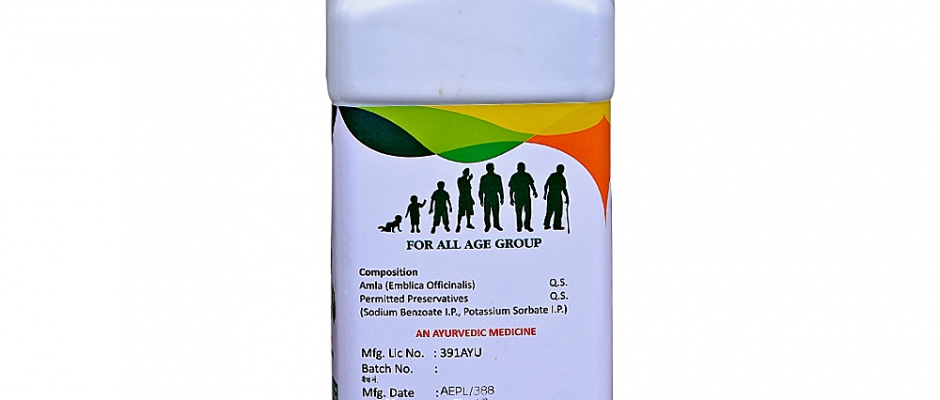 FOR ALL AGE GROUP
Composition
Amla (Emblica Officinalis) Q.S.
Permitted Preservatives Q.S.
(Sodium Benzoate I.P., Potassium Sorbate I.P.)
AN AYURVEDIC MEDICINE
Mfg. Lic No. : 391AYU
Batch No. :
बैच नं.
Mfg. Date : AEPL/388